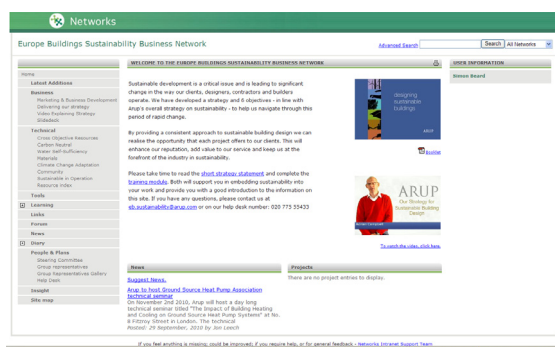 Networks
Europe Buildings Sustainability Business Network
Advanced Search
Search
All Networks
Home
Latest Additions
Business
Marketing & Business Development
Delivering our strategy
Video Explaining Strategy
Slidedeck
Technical
Cross Objective Resources
Carbon Neutral
Water Self-Sufficiency
Materials
Climate Change Adaptation
Community
Sustainable in Operation
Resource Index
Tools
Learning
Links
Forum
News
Diary
People & Plans
Steering Committee
Group representatives
Group Representatives Gallery
Help Desk
Insight
Site map
WELCOME TO THE EUROPE BUILDINGS SUSTAINABILITY BUSINESS NETWORK
Sustainable development is a critical issue and is leading to significant
change in the way our clients, designers, contractors and builders
operate. We have developed a strategy and 6 objectives - in line with
Arup's overall strategy on sustainability - to help us navigate through this
period of rapid change.
By providing a consistent approach to sustainable building design we can
realise the opportunity that each project offers to our clients. This will
enhance our reputation, add value to our service and keep us at the
forefront of the industry in sustainability.
Please take time to read the short strategy statement and complete the
training module. Both will support you in embedding sustainability into
your work and provide you with a good introduction to the information on
this site. If you have any questions, please contact us at
eb.sustainability@arup.com or on our help desk number: 020 775 55433
designing
sustainable
buildings
ARUP
Booklet
ARUP
Our Strategy for
Sustainable Building
Design
To watch the video, click here.
News
Suggest News.
Arup to host Ground Source Heat Pump Association
technical seminar
On November 2nd 2010, Arup will host a day long
technical seminar titled "The Impact of Building Heating
and Cooling on Ground Source Heat Pump Systems" at No.
8 Fitzroy Street in London. The technical
Posted: 29 September, 2010 by Jon Leech
Projects
There are no project entries to display.
USER INFORMATION
Simon Beard
If you feel anything is missing; could be improved; if you require help, or for general feedback - Networks Intranet Support Team